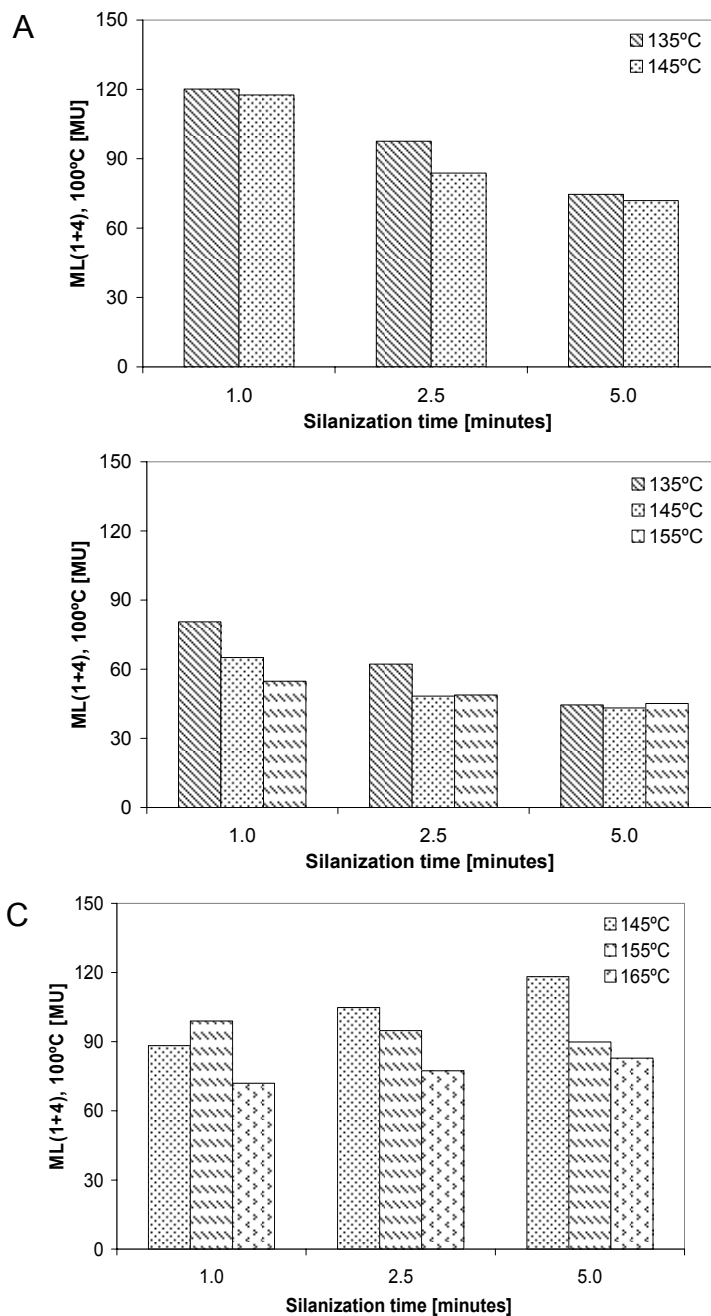 A
150
120
90
60
30
0
ML(1+4), 100ºC [MU]
135ºC
145ºC
1.0 2.5 5.0
Silanization time [minutes]
150
120
90
60
30
0
ML(1+4), 100ºC [MU]
135ºC
145ºC
155ºC
1.0 2.5 5.0
Silanization time [minutes]
C
150
120
90
60
30
0
ML(1+4), 100ºC [MU]
145ºC
155ºC
165ºC
1.0 2.5 5.0
Silanization time [minutes]